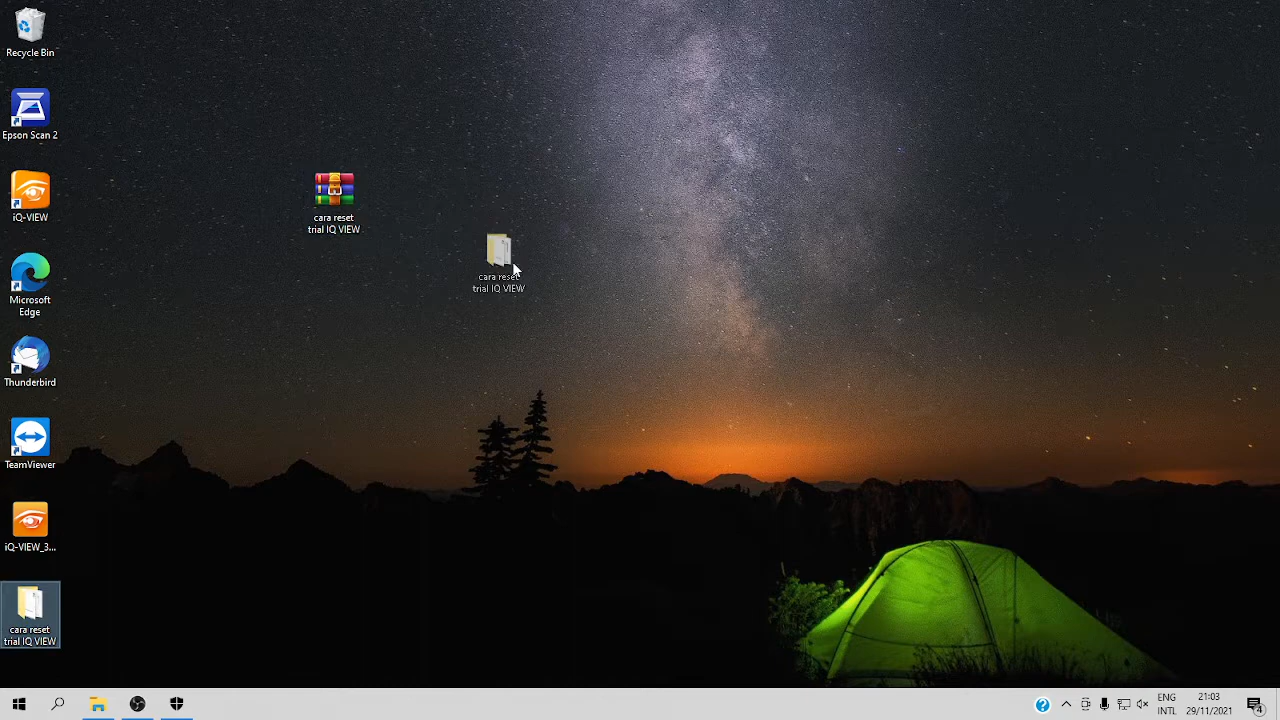 Recycle Bin
Epson Scan 2
iQ-VIEW
Microsoft
Edge
Thunderbird
TeamViewer
iQ-VIEW_3...
cara reset
trial IQ VIEW
cara reset
trial IQ VIEW
cara reset
trial IQ VIEW
ENG
INTL
21:03
29/11/2021
4